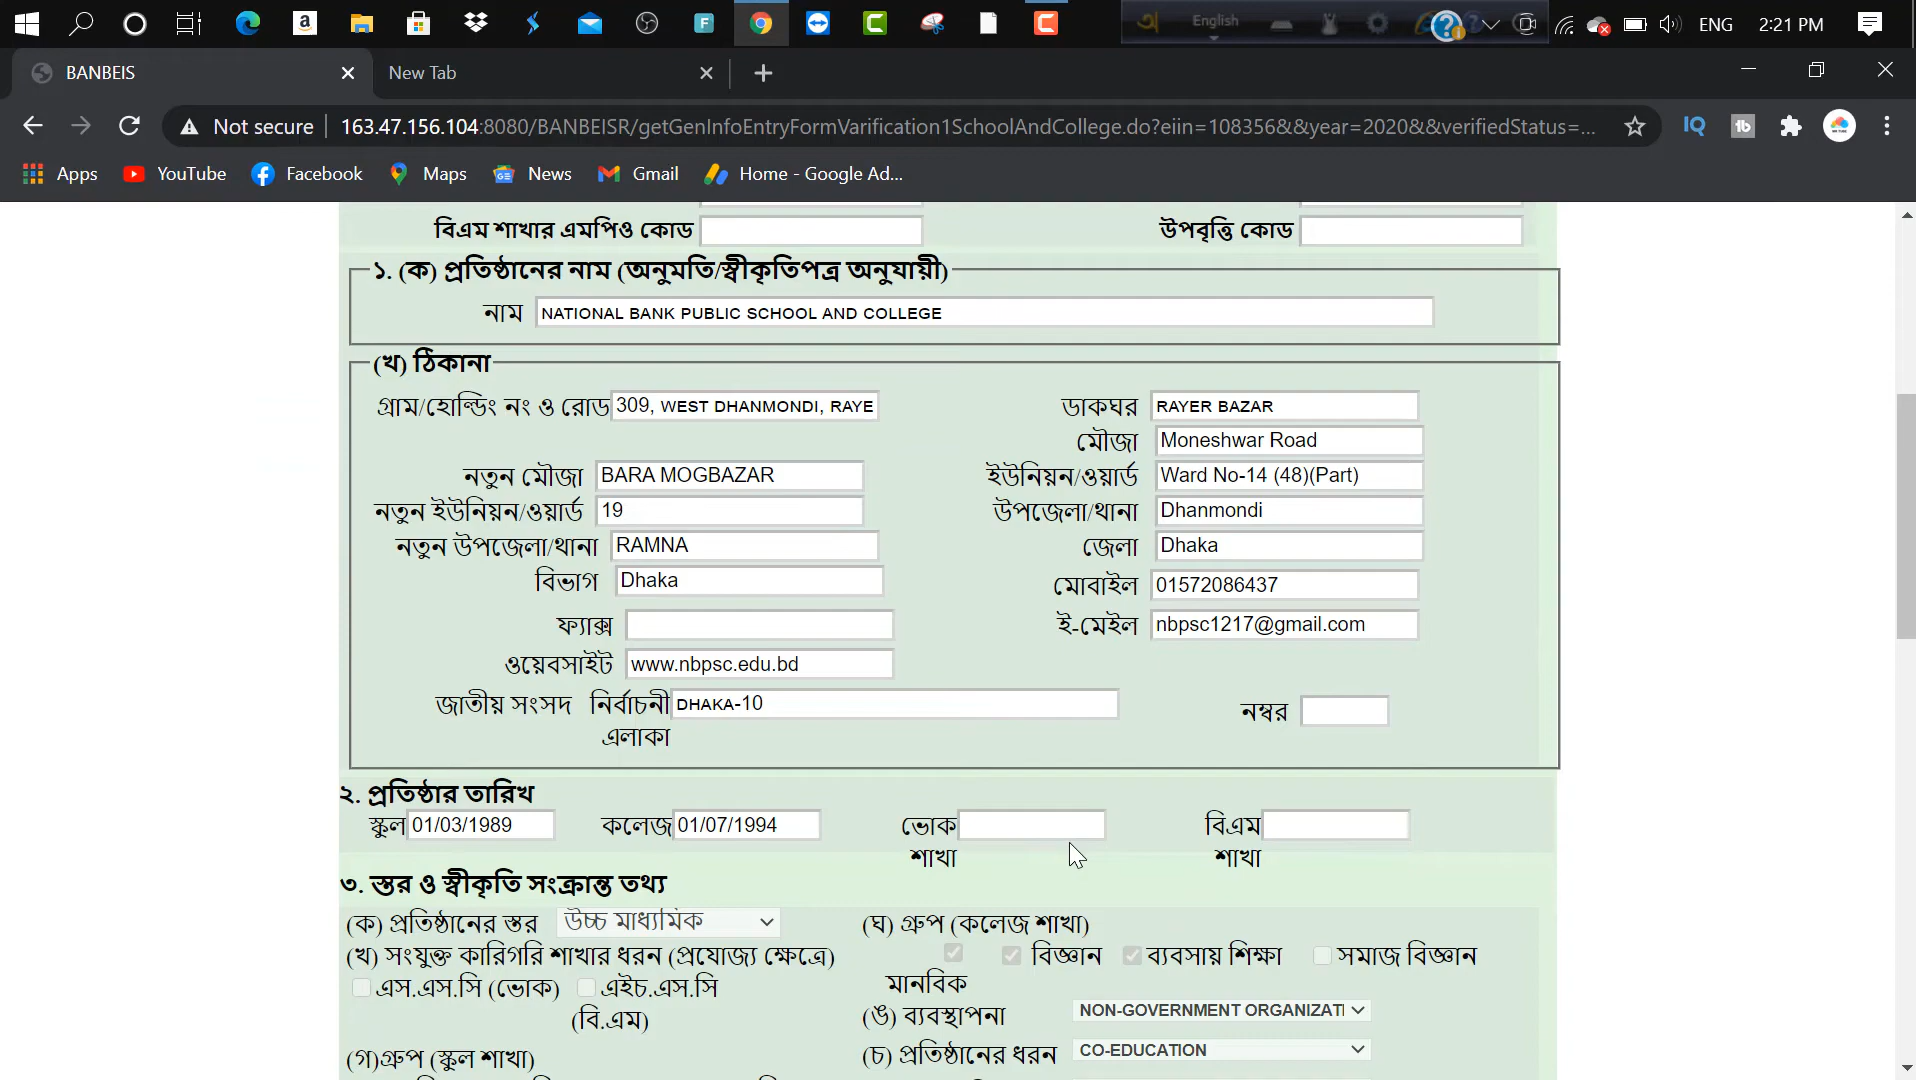 English
ENG
2:21 PM
BANBEIS
New Tab
Not secure
163.47.156.104:8080/BANBEISR/getGenInfoEntryFormVarification1SchoolAndCollege.do?eiin=108356&&year=2020&&verifiedStatus=...
Apps
YouTube
Facebook
Maps
News
Gmail
Home - Google Ad...
বিএম শাখার এমপিও কোড
উপবৃত্তি কোড
১. (ক) প্রতিষ্ঠানের নাম (অনুমতি/স্বীকৃতিপত্র অনুযায়ী)
নাম NATIONAL BANK PUBLIC SCHOOL AND COLLEGE
(খ) ঠিকানা
গ্রাম/হোল্ডিং নং ও রোড 309, WEST DHANMONDI, RAYE
ডাকঘর RAYER BAZAR
মৌজা Moneshwar Road
নতুন মৌজা BARA MOGBAZAR
ইউনিয়ন/ওয়ার্ড Ward No-14 (48)(Part)
নতুন ইউনিয়ন/ওয়ার্ড 19
উপজেলা/থানা Dhanmondi
নতুন উপজেলা/থানা RAMNA
জেলা Dhaka
বিভাগ Dhaka
মোবাইল 01572086437
ফ্যাক্স
ই-মেইল nbpsc1217@gmail.com
ওয়েবসাইট www.nbpsc.edu.bd
জাতীয় সংসদ নির্বাচনী DHAKA-10
এলাকা
নম্বর
২. প্রতিষ্ঠার তারিখ
স্কুল 01/03/1989
কলেজ 01/07/1994
ভোক
শাখা
বিএম
শাখা
৩. স্তর ও স্বীকৃতি সংক্রান্ত তথ্য
(ক) প্রতিষ্ঠানের স্তর উচ্চ মাধ্যমিক
(খ) সংযুক্ত কারিগরি শাখার ধরন (প্রযোজ্য ক্ষেত্রে)
এস.এস.সি (ভোক) এইচ.এস.সি
(বি.এম)
(গ)গ্রুপ (স্কুল শাখা)
(ঘ) গ্রুপ (কলেজ শাখা)
বিজ্ঞান ব্যবসায় শিক্ষা সমাজ বিজ্ঞান
মানবিক
(ঙ) ব্যবস্থাপনা NON-GOVERNMENT ORGANIZATI
(চ) প্রতিষ্ঠানের ধরন CO-EDUCATION